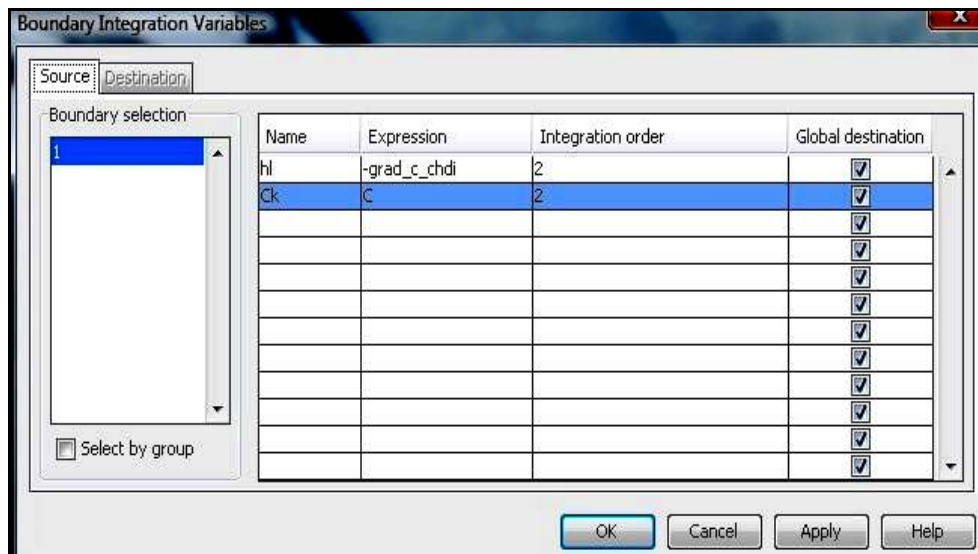 Boundary Integration Variables
X
Source Destination
Boundary selection
1
Select by group
Name Expression Integration order Global destination
hl -grad_c_chdi 2
Ck C 2
OK Cancel Apply Help